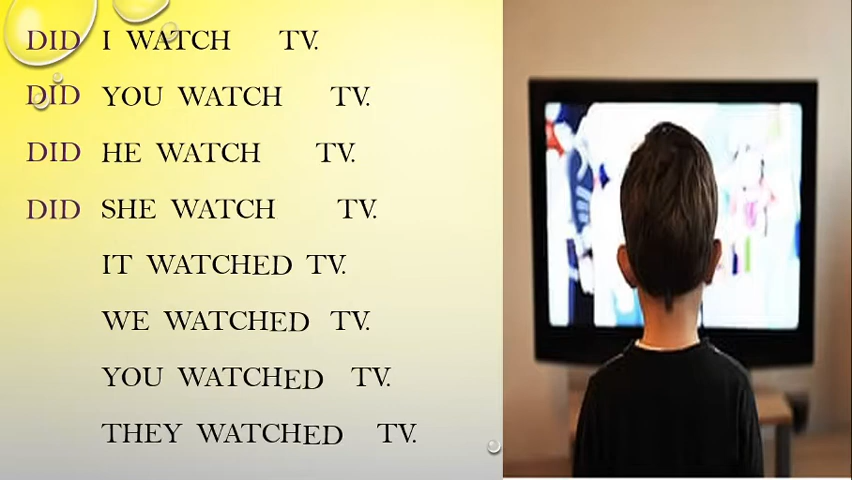 DID I WATCH TV.
DID YOU WATCH TV.
DID HE WATCH TV.
DID SHE WATCH TV.
IT WATCHED TV.
WE WATCHED TV.
YOU WATCHED TV.
THEY WATCHED TV.